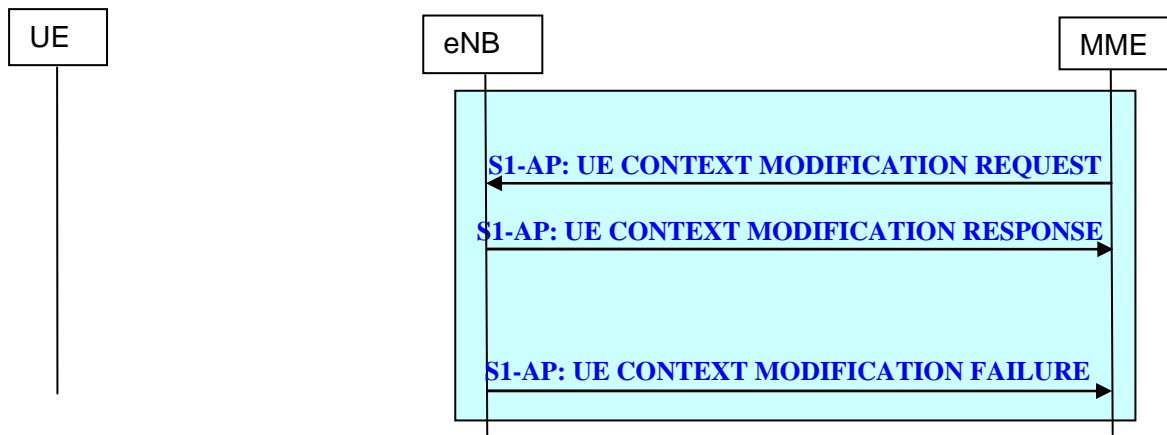 UE
eNB
MME
S1-AP: UE CONTEXT MODIFICATION REQUEST
S1-AP: UE CONTEXT MODIFICATION RESPONSE
S1-AP: UE CONTEXT MODIFICATION FAILURE